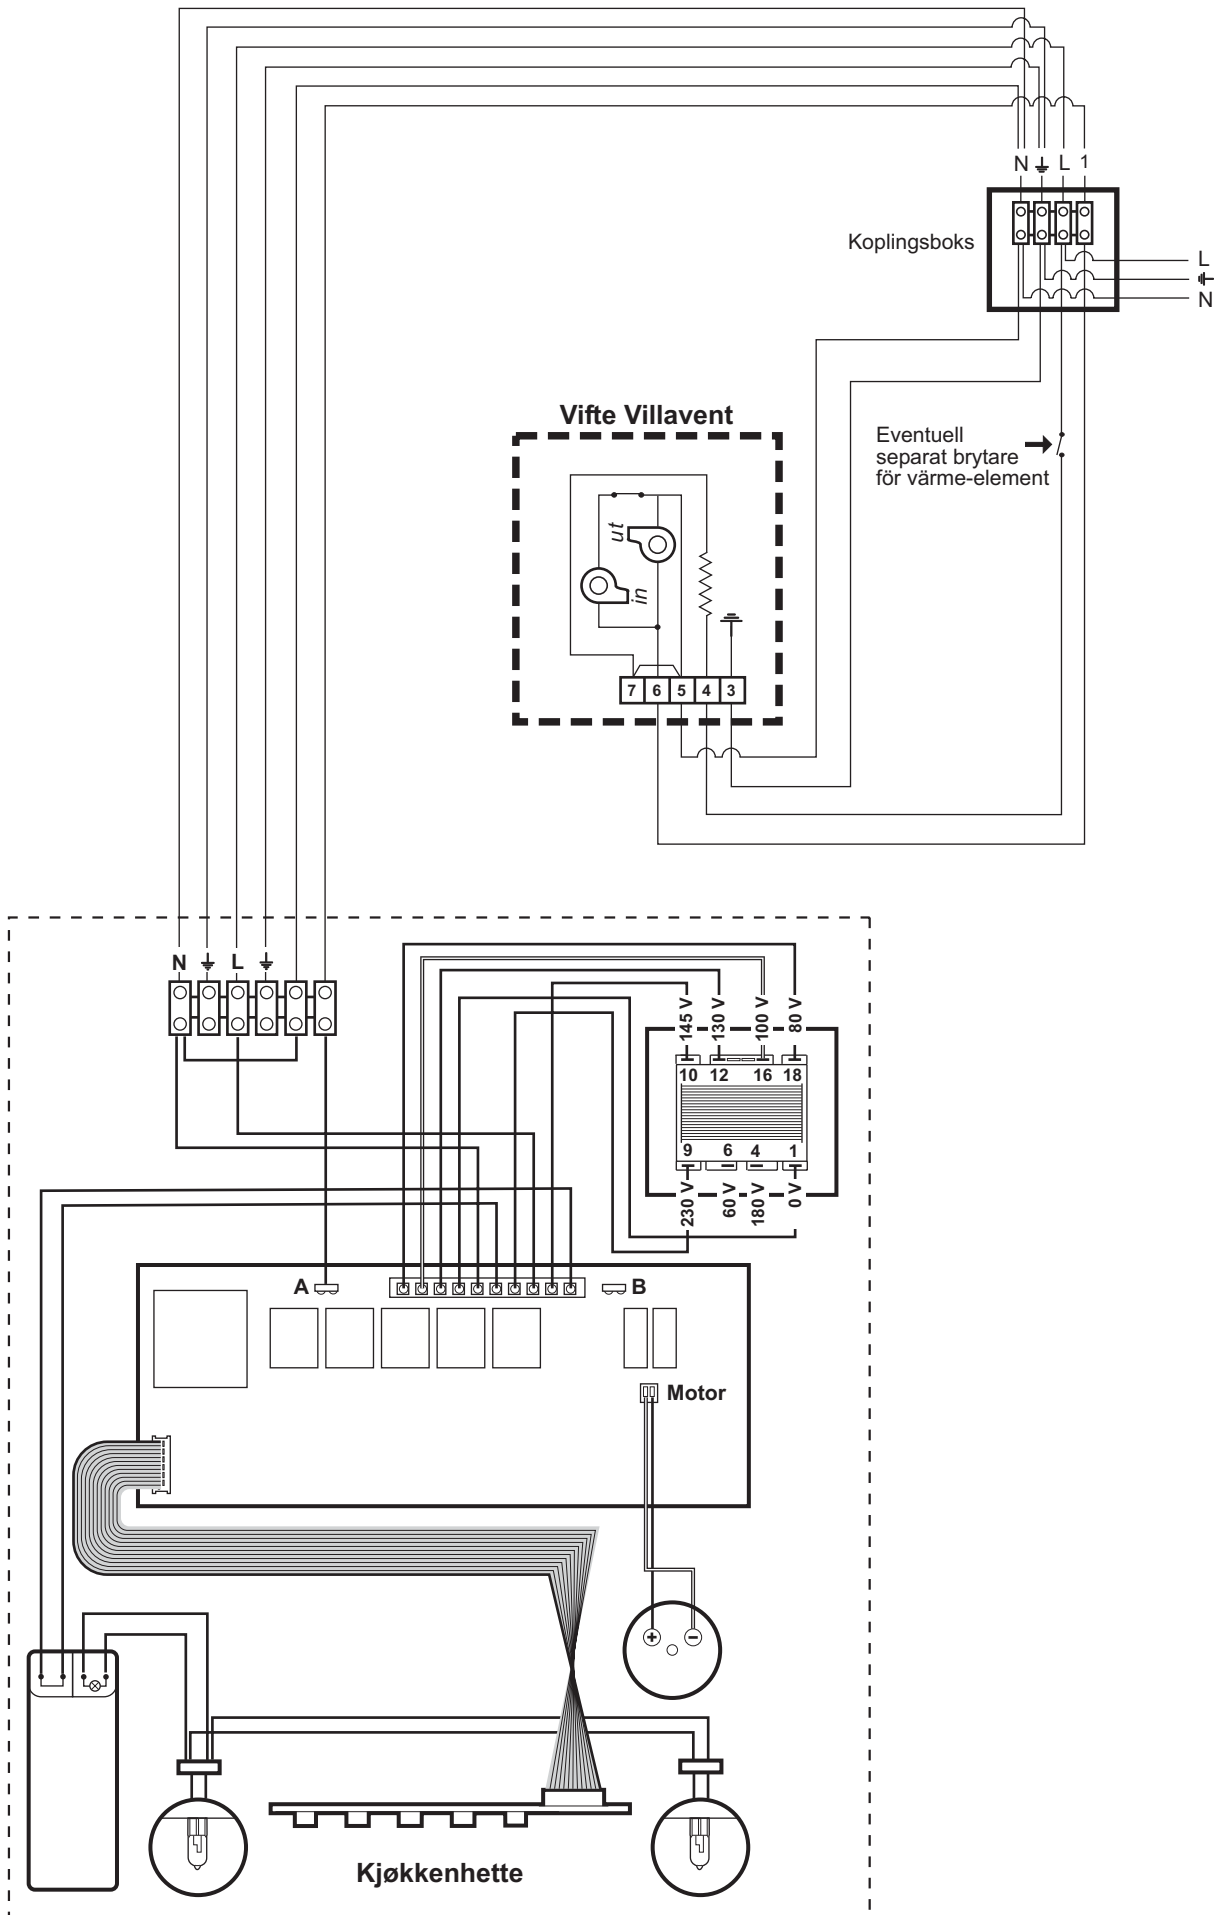 N ⏚ L 1
Koplingsboks
L
⏚
N
Vifte Villavent
Eventuell
separat brytare
för värme-element
ut
in
7 6 5 4 3
N ⏚ L ⏚
145 V 130 V 100 V 80 V
10 12 16 18
9 6 4 1
230 V 60 V 180 V 0 V
A B
Motor
+ −
Kjøkkenhette